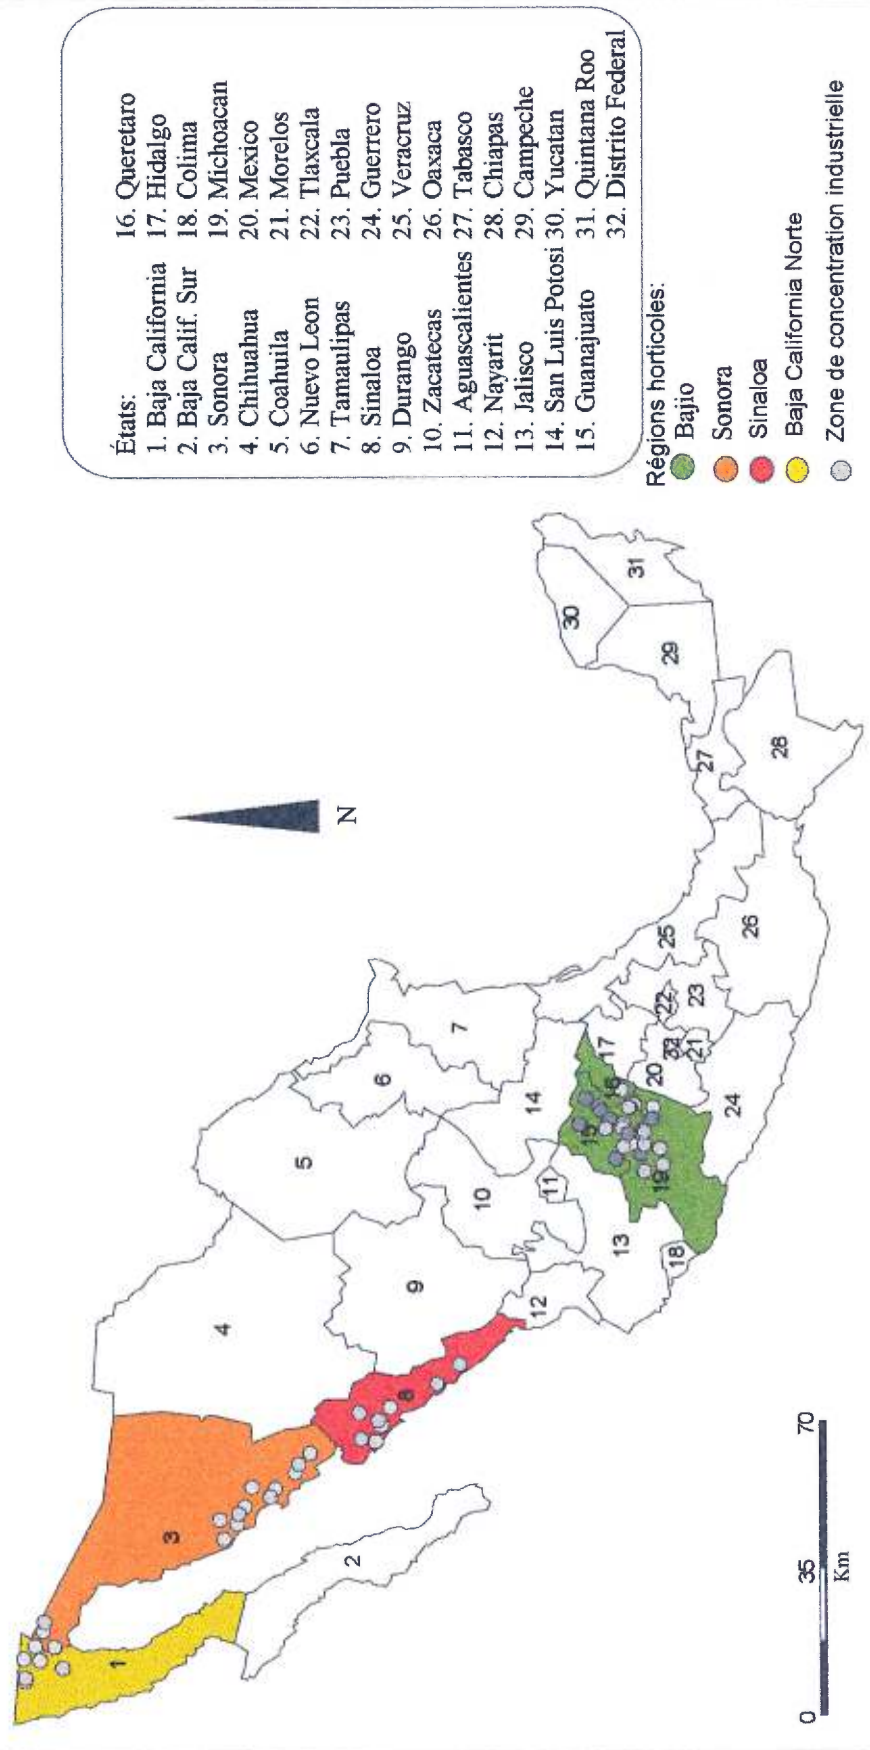 États:
1. Baja California
2. Baja Calif. Sur
3. Sonora
4. Chihuahua
5. Coahuila
6. Nuevo Leon
7. Tamaulipas
8. Sinaloa
9. Durango
10. Zacatecas
11. Aguascalientes
12. Nayarit
13. Jalisco
14. San Luis Potosi
15. Guanajuato
16. Queretaro
17. Hidalgo
18. Colima
19. Michoacan
20. Mexico
21. Morelos
22. Tlaxcala
23. Puebla
24. Guerrero
25. Veracruz
26. Oaxaca
27. Tabasco
28. Chiapas
29. Campeche
30. Yucatan
31. Quintana Roo
32. Distrito Federal
Régions horticoles:
Bajio
Sonora
Sinaloa
Baja California Norte
Zone de concentration industrielle
N
1
2
3
4
5
6
7
8
9
10
11
12
13
14
15
16
17
18
19
20
21
22
23
24
25
26
27
28
29
30
31
32
0 35 70
Km